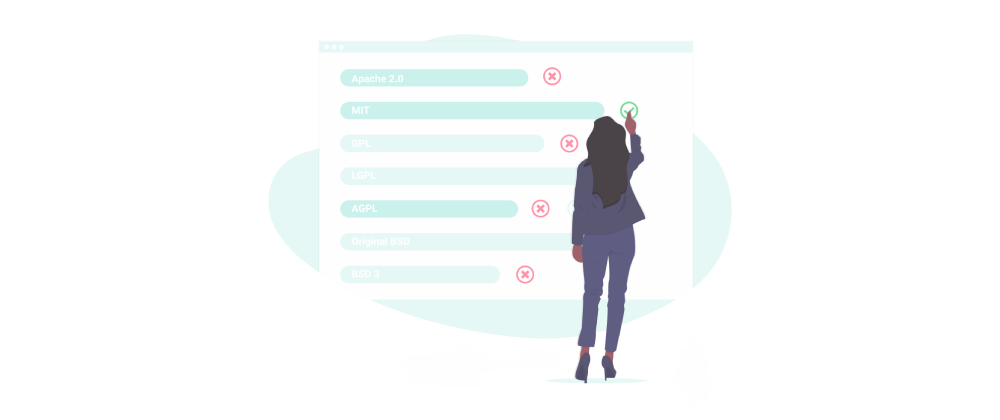 Apache 2.0
MIT
GPL
LGPL
AGPL
Original BSD
BSD 3